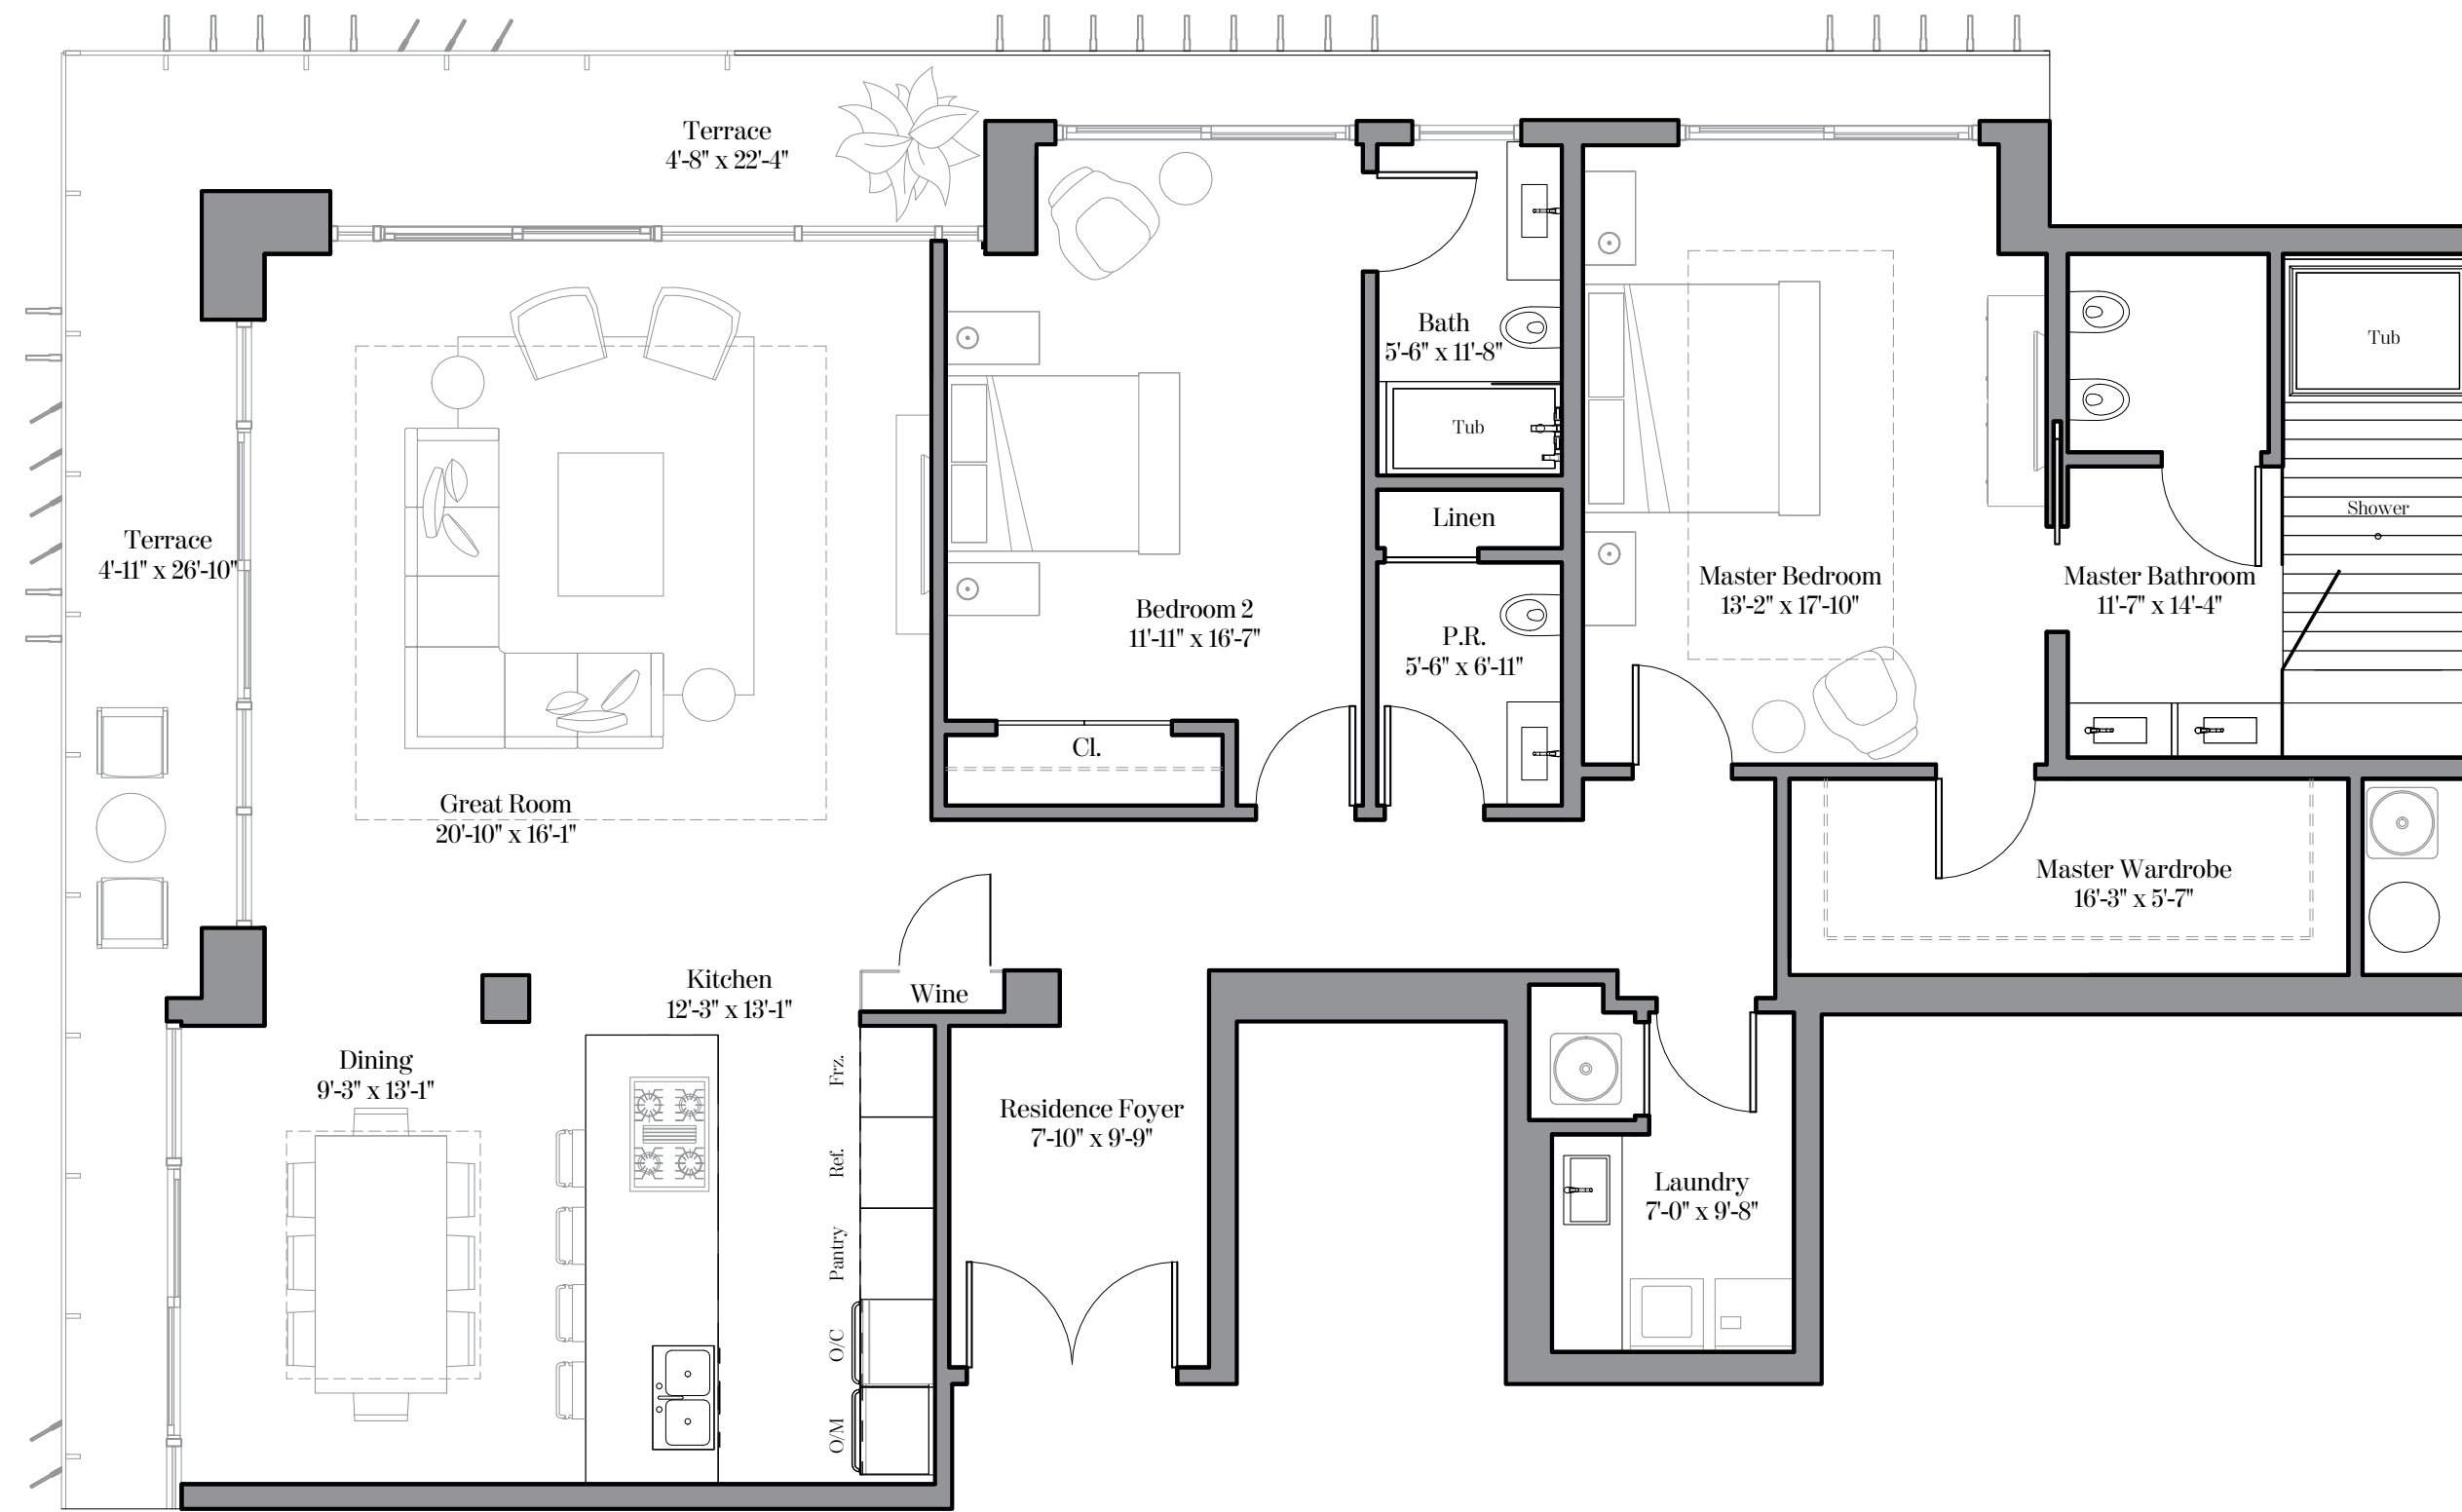 Terrace
4'-8" x 22'-4"
Bath
5'-6" x 11'-8"
Tub
Tub
Linen
Shower
Terrace
4'-11" x 26'-10"
Master Bedroom
13'-2" x 17'-10"
Master Bathroom
11'-7" x 14'-4"
Bedroom 2
11'-11" x 16'-7"
P.R.
5'-6" x 6'-11"
Cl.
Great Room
20'-10" x 16'-1"
Master Wardrobe
16'-3" x 5'-7"
Kitchen
12'-3" x 13'-1"
Wine
Dining
9'-3" x 13'-1"
Frz.
Residence Foyer
7'-10" x 9'-9"
Ref.
Laundry
7'-0" x 9'-8"
Pantry
O/C
O/M